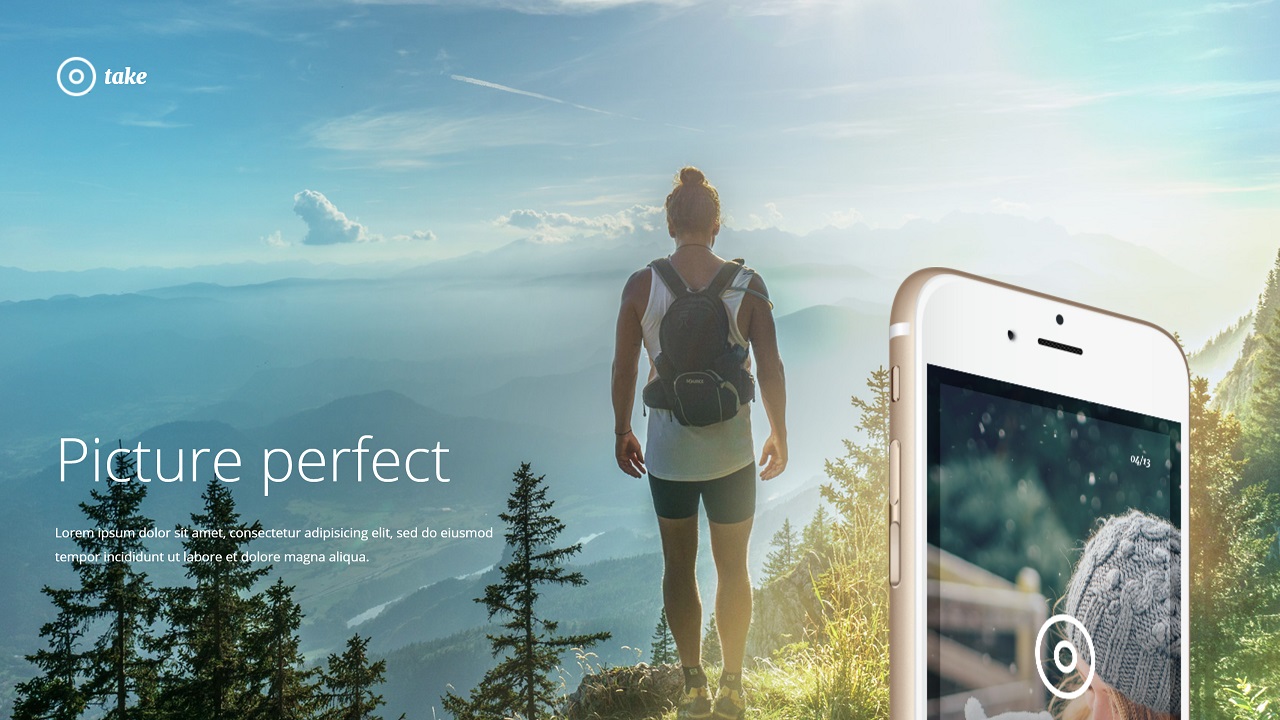 take
Picture perfect
Lorem ipsum dolor sit amet, consectetur adipisicing elit, sed do eiusmod
tempor incididunt ut labore et dolore magna aliqua.
04/13